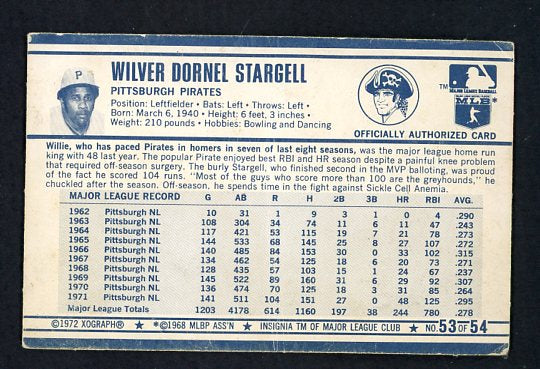 WILVER DORNEL STARGELL
PITTSBURGH PIRATES
Position: Leftfielder • Bats: Left • Throws: Left •
Born: March 6, 1940 • Height: 6 feet, 3 inches •
Weight: 210 pounds • Hobbies: Bowling and Dancing
P
TM
MAJOR LEAGUE BASEBALL
MLB *
OFFICIALLY AUTHORIZED CARD
Willie, who has paced Pirates in homers in seven of last eight seasons, was the major league home run
king with 48 last year. The popular Pirate enjoyed best RBI and HR season despite a painful knee problem
that required off-season surgery. The burly Stargell, who finished second in the MVP balloting, was proud
of the fact he scored 104 runs. "Most of the guys who score more than 100 are the greyhounds," he
chuckled after the season. Off-season. he spends time in the fight against Sickle Cell Anemia.
MAJOR LEAGUE RECORD G AB R H 2B 3B HR RBI AVG.
1962 Pittsburgh NL 10 31 1 9 3 1 0 4 .290
1963 Pittsburgh NL 108 304 34 74 11 6 11 47 .243
1964 Pittsburgh NL 117 421 53 115 19 7 21 78 .273
1965 Pittsburgh NL 144 533 68 145 25 8 27 107 .272
1966 Pittsburgh NL 140 485 84 153 30 0 33 102 .315
1967 Pittsburgh NL 134 462 54 125 18 6 20 73 .271
1968 Pittsburgh NL 128 435 57 103 15 1 24 67 .237
1969 Pittsburgh NL 145 522 89 160 31 6 29 92 .307
1970 Pittsburgh NL 136 474 70 125 18 3 31 85 .264
1971 Pittsburgh NL 141 511 104 151 27 0 48 125 .295
Major League Totals 1203 4178 614 1160 197 38 244 780 .278
©1972 XOGRAPH® ★ *©1968 MLBP ASS'N ★ INSIGNIA TM OF MAJOR LEAGUE CLUB ★ NO. 53 OF 54